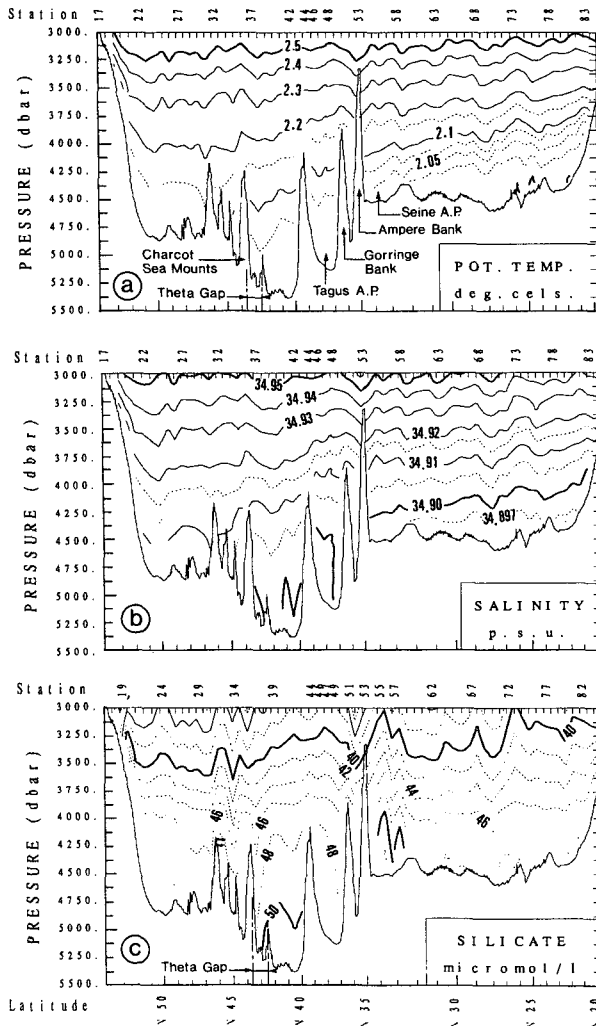 Station 17 22 27 32 37 42 44 46 48 53 58 63 68 73 78 83
3000.
3250.
3500.
3750.
4000.
4250.
4500.
4750.
5000.
5250.
5500.
PRESSURE (dbar)
2.5
2.4
2.3
2.2
2.1
2.05
Seine A.P.
Ampere Bank
Charcot
Sea Mounts
Gorringe
Bank
Theta Gap
Tagus A.P.
a
POT. TEMP.
deg. cels.
17 22 27 32 37 42 44 46 48 53 58 63 68 73 78 83
3000.
3250.
3500.
3750.
4000.
4250.
4500.
4750.
5000.
5250.
5500.
PRESSURE (dbar)
34.95
34.94
34.93
34.92
34.91
34.90
34.897
b
SALINITY
p.s.u.
Station 19 24 29 34 39 51 53 55 57 62 67 72 77 82
3000.
3250.
3500.
3750.
4000.
4250.
4500.
4750.
5000.
5250.
5500.
PRESSURE (dbar)
40
40
42
44
46
46
46
48
48
50
Theta Gap
c
SILICATE
micromol/l
Latitude N 50 N 45 N 40 N 35 N 30 N 25 N 20